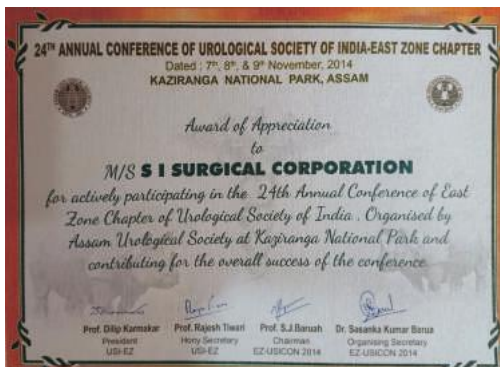 24TH ANNUAL CONFERENCE OF UROLOGICAL SOCIETY OF INDIA-EAST ZONE CHAPTER
Dated : 7th, 8th, & 9th November, 2014
KAZIRANGA NATIONAL PARK, ASSAM
Award of Appreciation
to
M/S S I SURGICAL CORPORATION
for actively participating in the 24th Annual Conference of East
Zone Chapter of Urological Society of India . Organised by
Assam Urological Society at Kaziranga National Park and
contributing for the overall success of the conference
Prof. Dilip Karmakar Prof. Rajesh Tiwari Prof. S.J.Baruah Dr. Sasanka Kumar Barua
President Hony Secretary Chairman Organising Secretary
USI-EZ USI-EZ EZ-USICON 2014 EZ-USICON 2014